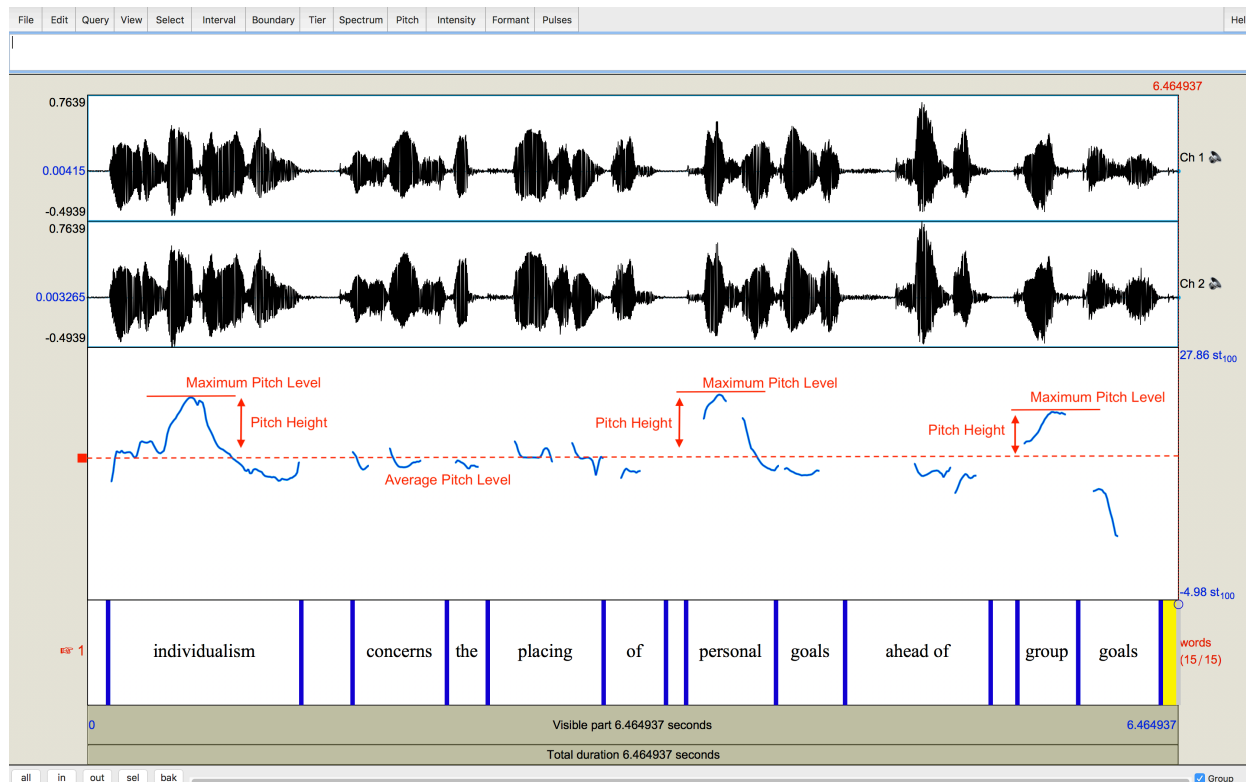 File Edit Query View Select Interval Boundary Tier Spectrum Pitch Intensity Formant Pulses Hel
6.464937
0.7639
Ch 1
0.00415
-0.4939
0.7639
Ch 2
0.003265
-0.4939
27.86 st100
Maximum Pitch Level Maximum Pitch Level
Maximum Pitch Level
Pitch Height Pitch Height Pitch Height
Average Pitch Level
-4.98 st100
1 individualism concerns the placing of personal goals ahead of group goals words
(15/15)
0 Visible part 6.464937 seconds 6.464937
Total duration 6.464937 seconds
all in out sel bak Group